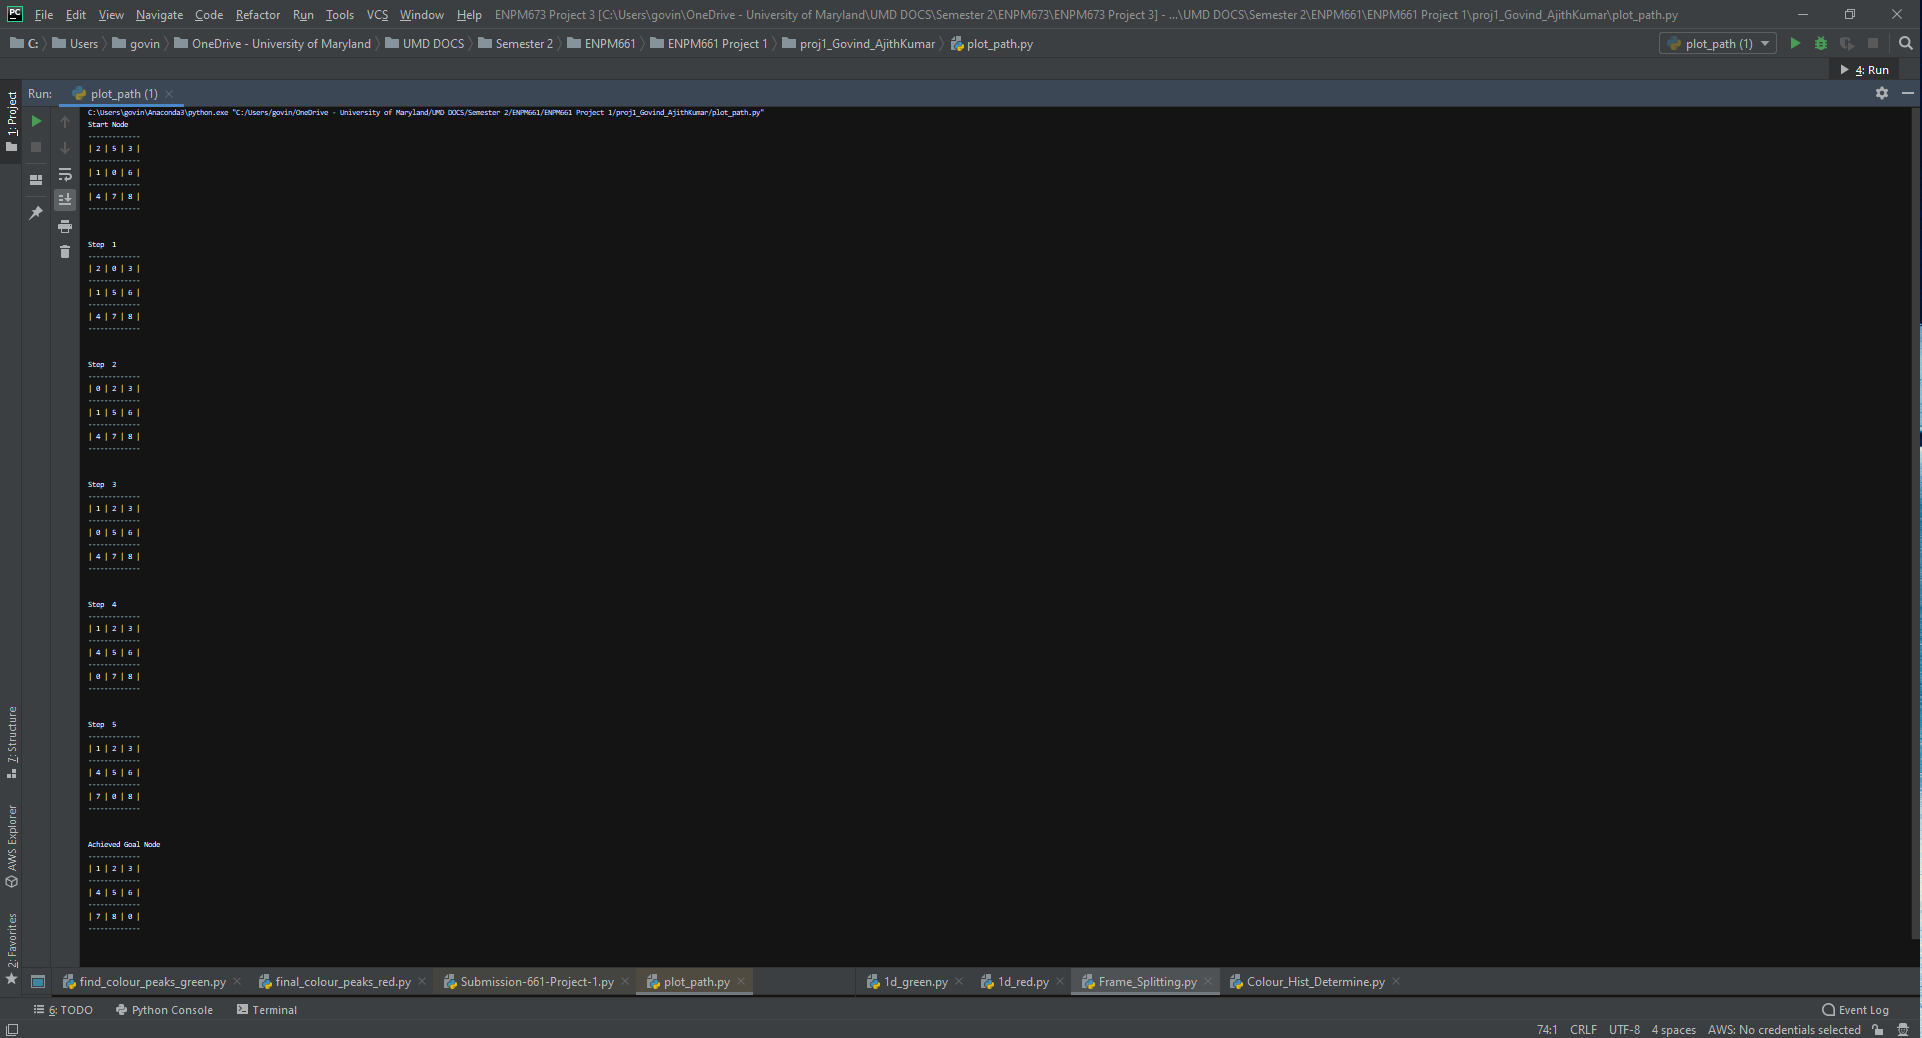 PC File Edit View Navigate Code Refactor Run Tools VCS Window Help ENPM673 Project 3 [C:\Users\govin\OneDrive - University of Maryland\UMD DOCS\Semester 2\ENPM673\ENPM673 Project 3] - ...\UMD DOCS\Semester 2\ENPM661\ENPM661 Project 1\proj1_Govind_AjithKumar\plot_path.py
C: Users govin OneDrive - University of Maryland UMD DOCS Semester 2 ENPM661 ENPM661 Project 1 proj1_Govind_AjithKumar plot_path.py plot_path (1)
4: Run
Run: plot_path (1)
1: Project
C:\Users\govin\Anaconda3\python.exe "C:/Users/govin/OneDrive - University of Maryland/UMD DOCS/Semester 2/ENPM661/ENPM661 Project 1/proj1_Govind_AjithKumar/plot_path.py"
Start Node
-------------
| 2 | 5 | 3 |
-------------
| 1 | 0 | 6 |
-------------
| 4 | 7 | 8 |
-------------
Step 1
-------------
| 2 | 0 | 3 |
-------------
| 1 | 5 | 6 |
-------------
| 4 | 7 | 8 |
-------------
Step 2
-------------
| 0 | 2 | 3 |
-------------
| 1 | 5 | 6 |
-------------
| 4 | 7 | 8 |
-------------
Step 3
-------------
| 1 | 2 | 3 |
-------------
| 0 | 5 | 6 |
-------------
| 4 | 7 | 8 |
-------------
Step 4
-------------
| 1 | 2 | 3 |
-------------
| 4 | 5 | 6 |
-------------
| 0 | 7 | 8 |
-------------
Step 5
-------------
| 1 | 2 | 3 |
-------------
| 4 | 5 | 6 |
-------------
| 7 | 0 | 8 |
-------------
Achieved Goal Node
-------------
| 1 | 2 | 3 |
-------------
| 4 | 5 | 6 |
-------------
| 7 | 8 | 0 |
-------------
7: Structure
AWS Explorer
2: Favorites
find_colour_peaks_green.py final_colour_peaks_red.py Submission-661-Project-1.py plot_path.py 1d_green.py 1d_red.py Frame_Splitting.py Colour_Hist_Determine.py
6: TODO Python Console Terminal Event Log
74:1 CRLF UTF-8 4 spaces AWS: No credentials selected